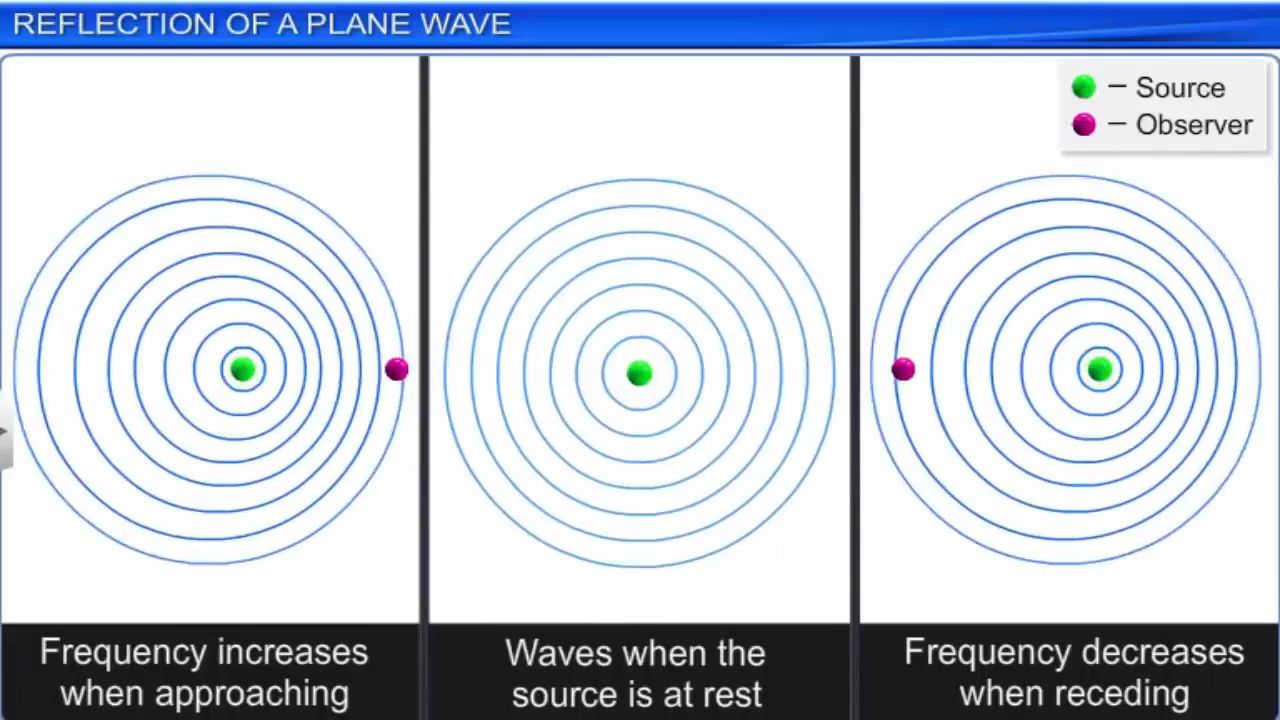 REFLECTION OF A PLANE WAVE
– Source
– Observer
Frequency increases
when approaching
Waves when the
source is at rest
Frequency decreases
when receding